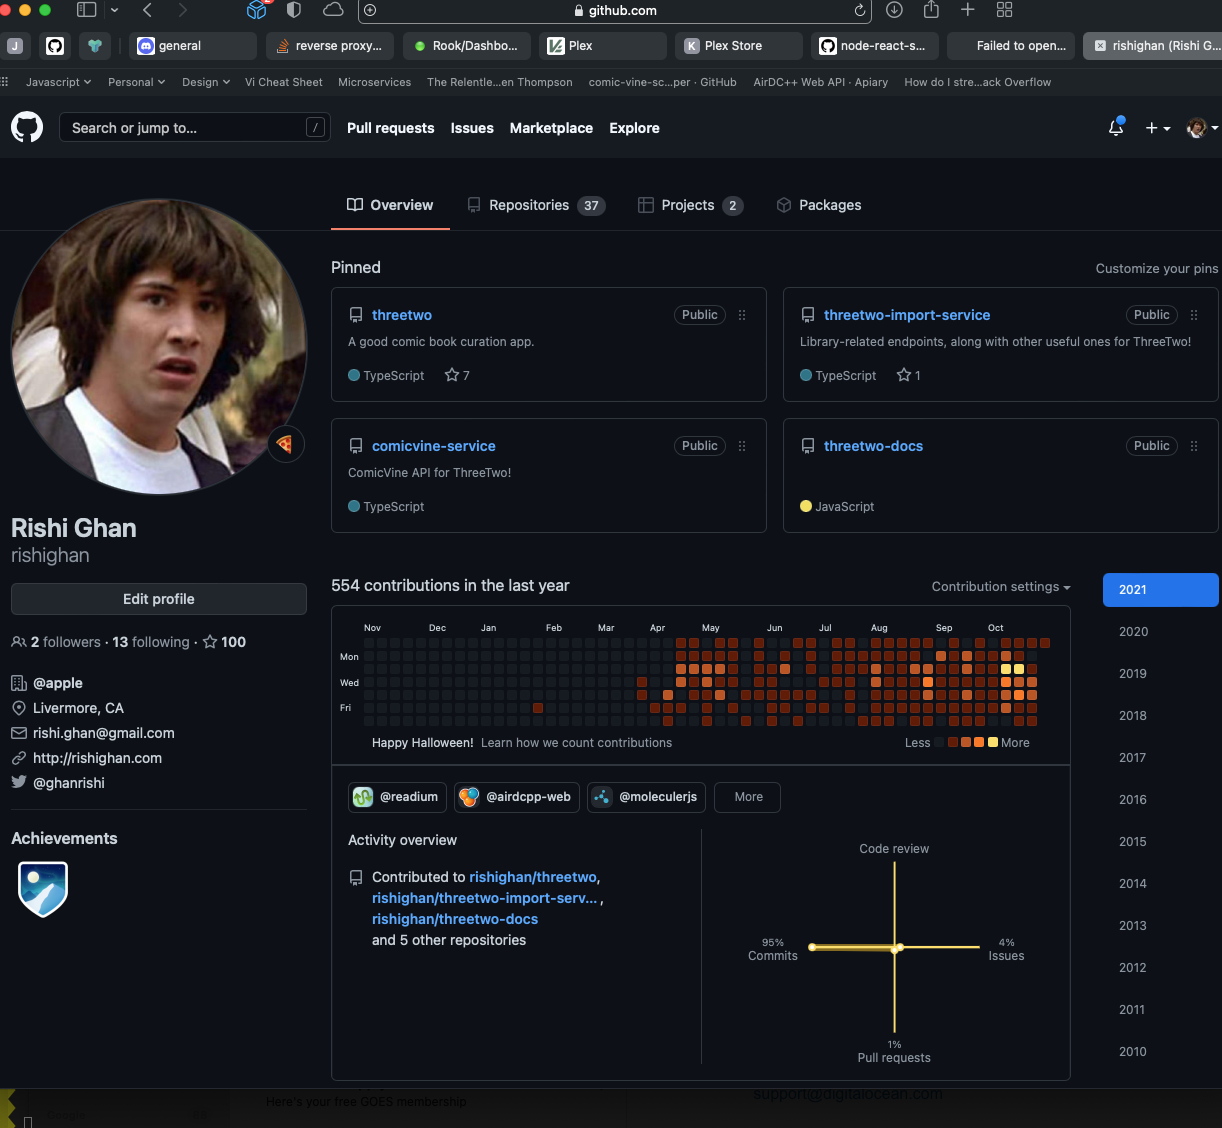 github.com
J
general
reverse proxy...
Rook/Dashbo...
Plex
K Plex Store
node-react-s...
Failed to open...
rishighan (Rishi G...
Javascript
Personal
Design
Vi Cheat Sheet
Microservices
The Relentle...en Thompson
comic-vine-sc...per · GitHub
AirDC++ Web API · Apiary
How do I stre...ack Overflow
Search or jump to...
/
Pull requests
Issues
Marketplace
Explore
Overview
Repositories 37
Projects 2
Packages
Pinned
Customize your pins
threetwo
Public
A good comic book curation app.
TypeScript
7
threetwo-import-service
Public
Library-related endpoints, along with other useful ones for ThreeTwo!
TypeScript
1
comicvine-service
Public
ComicVine API for ThreeTwo!
TypeScript
threetwo-docs
Public
JavaScript
Rishi Ghan
rishighan
Edit profile
2 followers · 13 following · 100
@apple
Livermore, CA
rishi.ghan@gmail.com
http://rishighan.com
@ghanrishi
Achievements
554 contributions in the last year
Contribution settings
Nov Dec Jan Feb Mar Apr May Jun Jul Aug Sep Oct
Mon
Wed
Fri
Happy Halloween! Learn how we count contributions
Less
More
@readium
@airdcpp-web
@moleculerjs
More
Activity overview
Contributed to rishighan/threetwo,
rishighan/threetwo-import-serv... ,
rishighan/threetwo-docs
and 5 other repositories
Code review
95%
Commits
4%
Issues
1%
Pull requests
2021
2020
2019
2018
2017
2016
2015
2014
2013
2012
2011
2010
Here's your free GOES membership
support@digitalocean.com